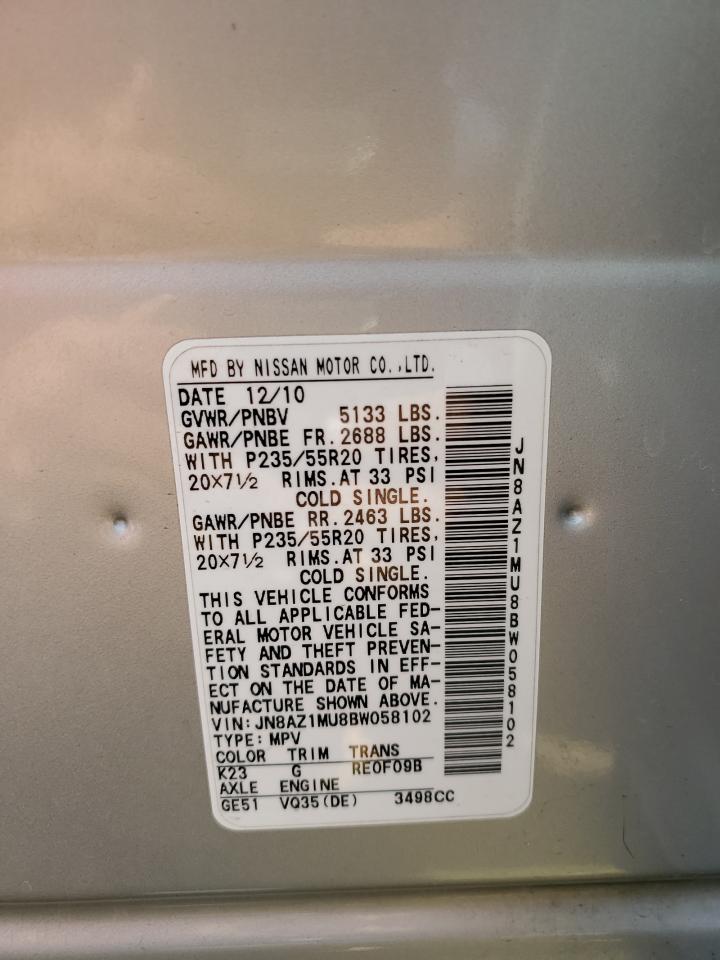 MFD BY NISSAN MOTOR CO.,LTD.
DATE 12/10
GVWR/PNBV 5133 LBS.
GAWR/PNBE FR. 2688 LBS.
WITH P235/55R20 TIRES,
20X7½ RIMS. AT 33 PSI
COLD SINGLE.
GAWR/PNBE RR. 2463 LBS.
WITH P235/55R20 TIRES,
20X7½ RIMS. AT 33 PSI
COLD SINGLE.
THIS VEHICLE CONFORMS
TO ALL APPLICABLE FED-
ERAL MOTOR VEHICLE SA-
FETY AND THEFT PREVEN-
TION STANDARDS IN EFF-
ECT ON THE DATE OF MA-
NUFACTURE SHOWN ABOVE.
VIN:JN8AZ1MU8BW058102
TYPE:MPV
COLOR TRIM TRANS
K23 G RE0F09B
AXLE ENGINE
GE51 VQ35(DE) 3498CC
JN8AZ1MU8BW058102